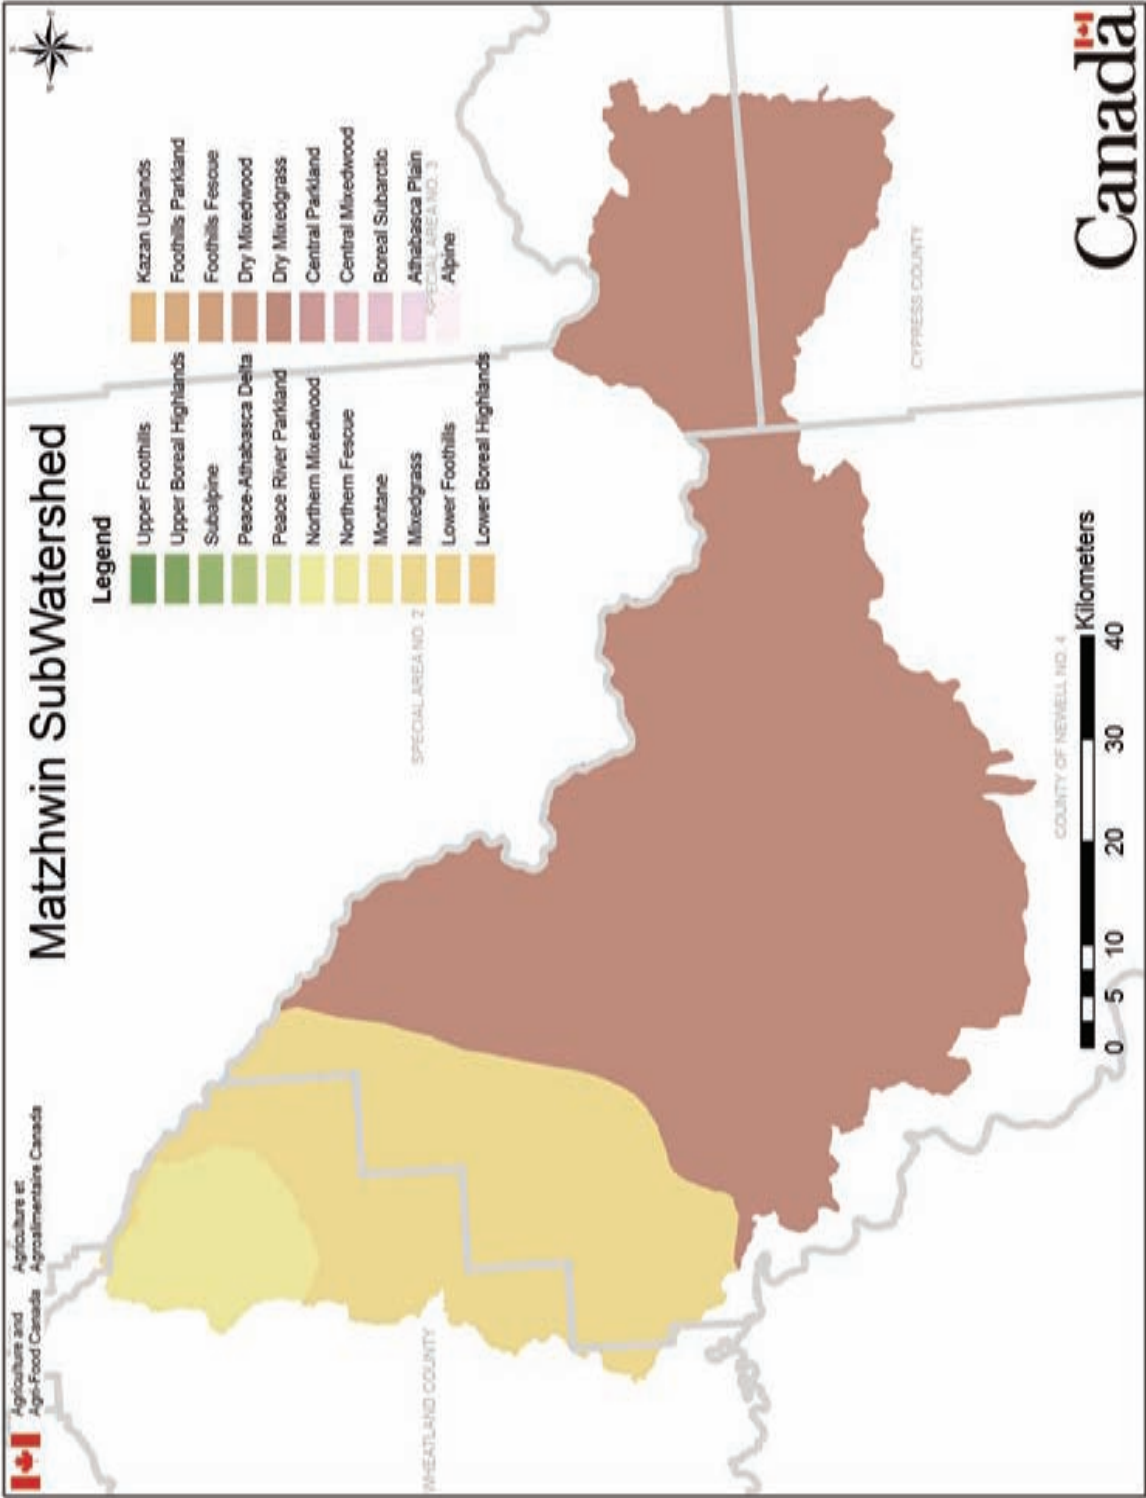 Agriculture and
Agri-Food Canada
Agriculture et
Agroalimentaire Canada
Matzhwin SubWatershed
Legend
Upper Foothills
Upper Boreal Highlands
Subalpine
Peace-Athabasca Delta
Peace River Parkland
Northern Mixedwood
Northern Fescue
Montane
Mixedgrass
Lower Foothills
Lower Boreal Highlands
Kazan Uplands
Foothills Parkland
Foothills Fescue
Dry Mixedwood
Dry Mixedgrass
Central Parkland
Central Mixedwood
Boreal Subarctic
Athabasca Plain
Alpine
SPECIAL AREA NO. 3
SPECIAL AREA NO. 2
WHEATLAND COUNTY
CYPRESS COUNTY
COUNTY OF NEWELL NO. 4
0 5 10 20 30 40
Kilometers
Canada